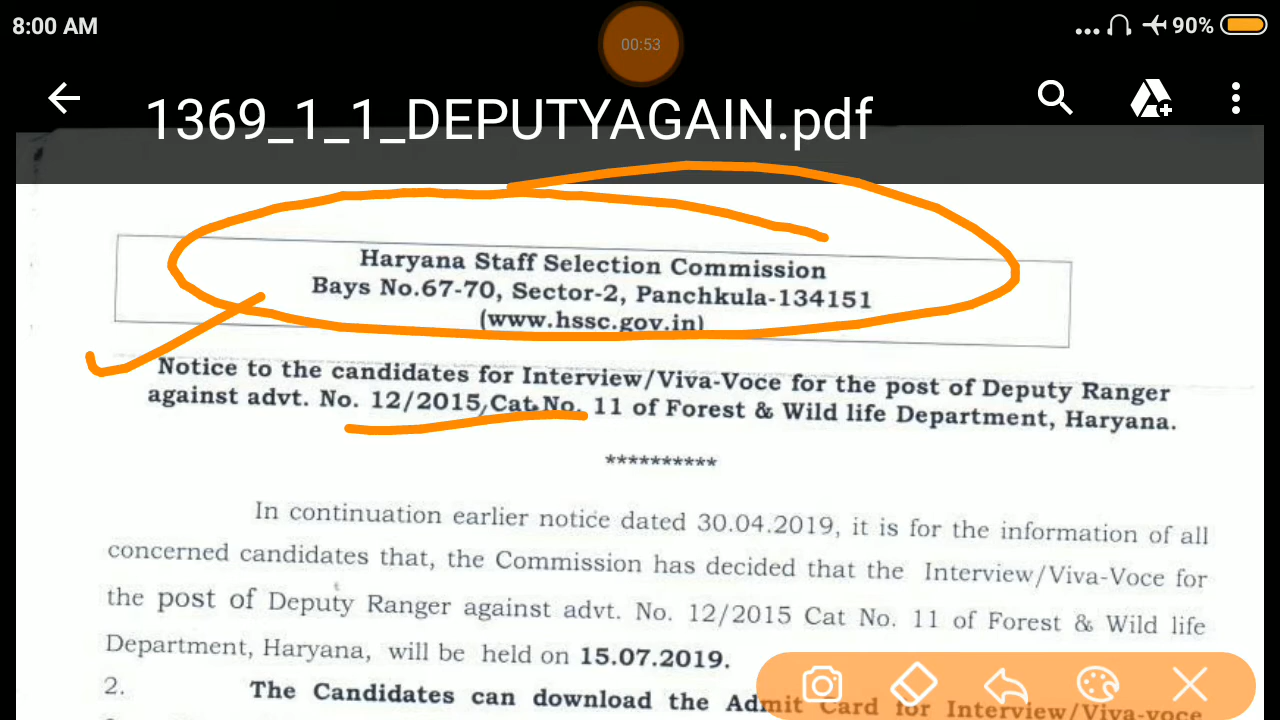 8:00 AM
00:53
90%
1369_1_1_DEPUTYAGAIN.pdf
Haryana Staff Selection Commission
Bays No.67-70, Sector-2, Panchkula-134151
(www.hssc.gov.in)
Notice to the candidates for Interview/Viva-Voce for the post of Deputy Ranger
against advt. No. 12/2015,Cat No. 11 of Forest & Wild life Department, Haryana.
**********
In continuation earlier notice dated 30.04.2019, it is for the information of all
concerned candidates that, the Commission has decided that the Interview/Viva-Voce for
the post of Deputy Ranger against advt. No. 12/2015 Cat No. 11 of Forest & Wild life
Department, Haryana, will be held on 15.07.2019.
2. The Candidates can download the Admit Card for Interview/Viva-voce